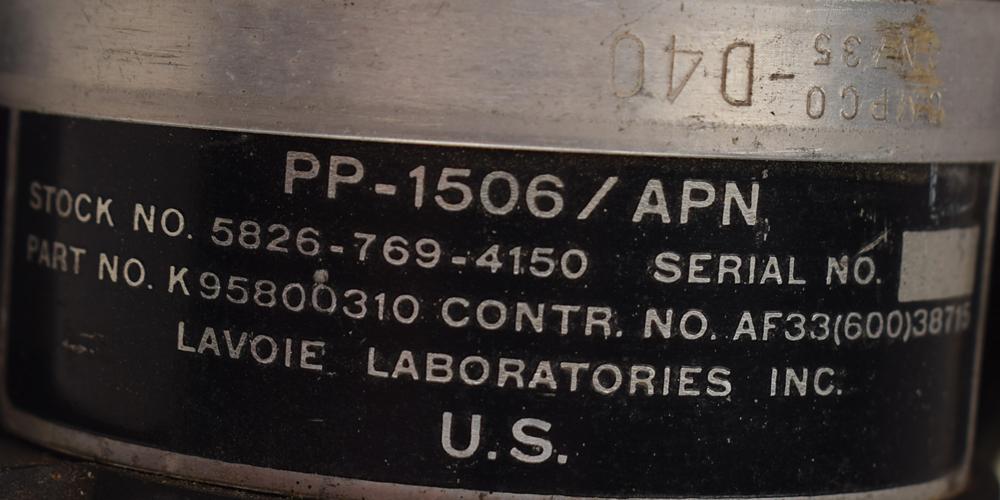 D40
PP-1506/APN
STOCK NO. 5826-769-4150 SERIAL NO.
PART NO. K95800310 CONTR. NO. AF33(600)38715
LAVOIE LABORATORIES INC.
U.S.